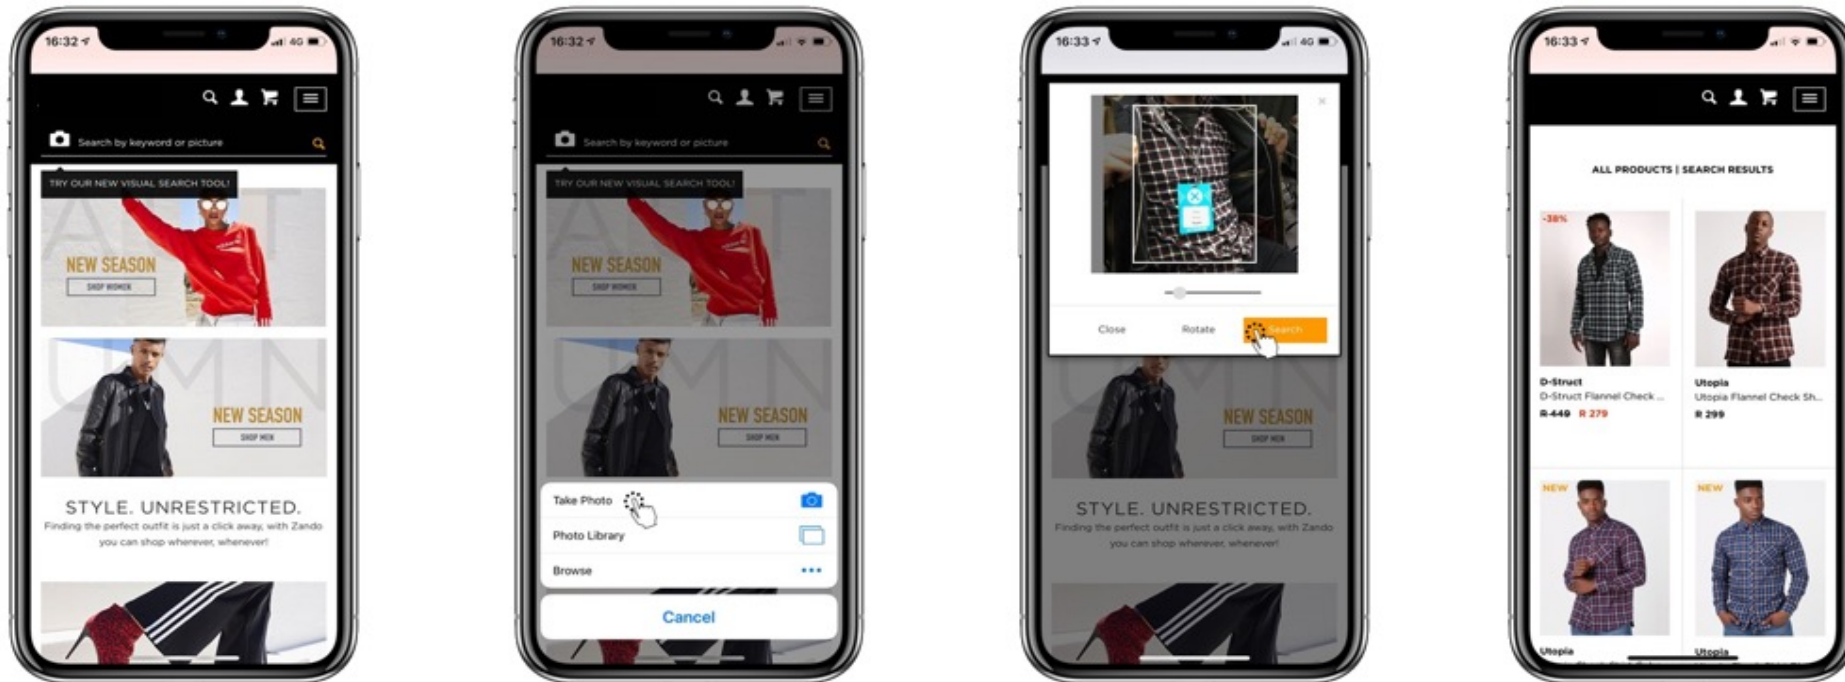 16:32
4G
Search by keyword or picture
TRY OUR NEW VISUAL SEARCH TOOL!
NEW SEASON
SHOP WOMEN
NEW SEASON
SHOP MEN
STYLE. UNRESTRICTED.
Finding the perfect outfit is just a click away, with Zando
you can shop wherever, whenever!
16:32
Search by keyword or picture
TRY OUR NEW VISUAL SEARCH TOOL!
NEW SEASON
SHOP WOMEN
NEW SEASON
SHOP MEN
Take Photo
Photo Library
Browse
Cancel
16:33
4G
Close
Rotate
Search
NEW SEASON
SHOP MEN
STYLE. UNRESTRICTED.
Finding the perfect outfit is just a click away, with Zando
you can shop wherever, whenever!
16:33
ALL PRODUCTS | SEARCH RESULTS
-38%
D-Struct
D-Struct Flannel Check ...
R 449 R 279
Utopia
Utopia Flannel Check Sh...
R 299
NEW
Utopia
NEW
Utopia